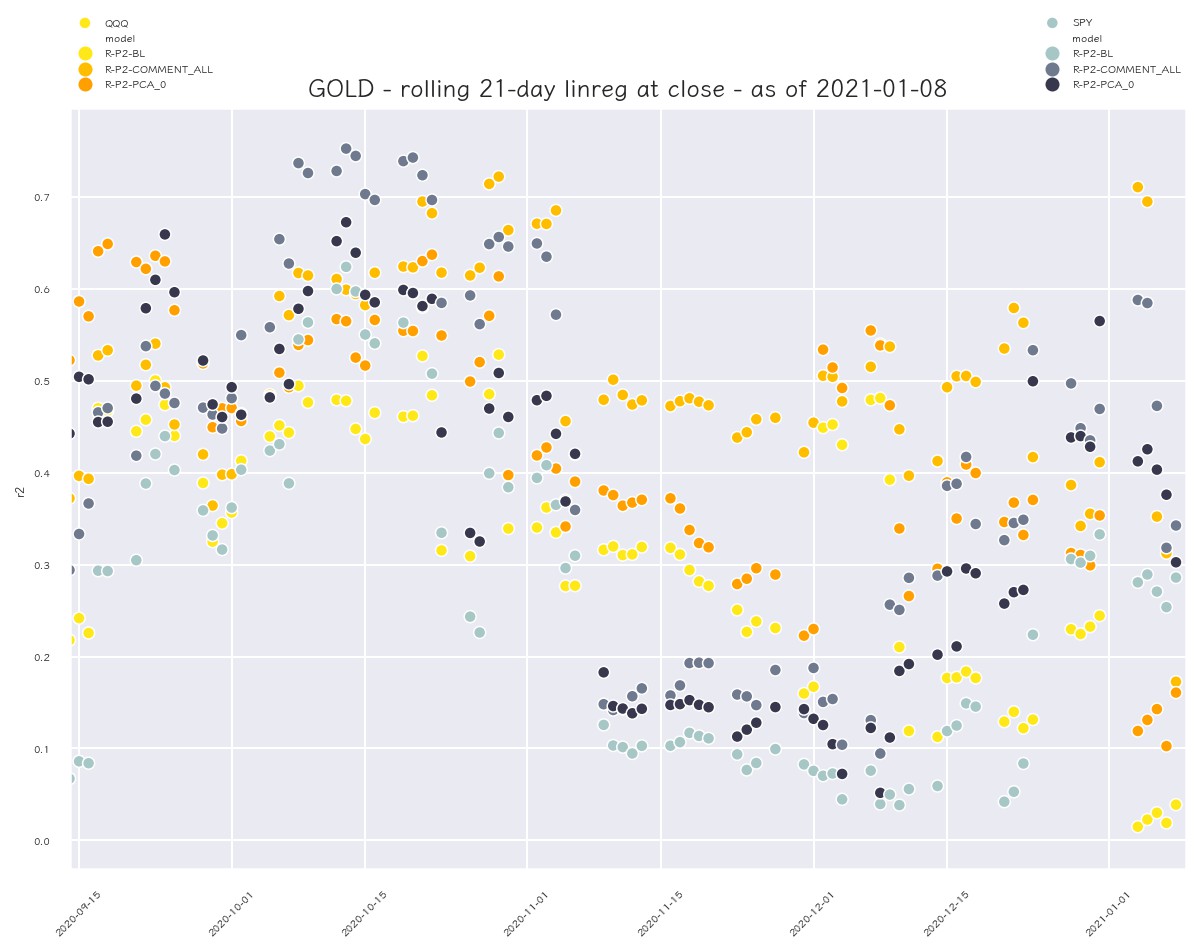 QQQ
model
R-P2-BL
R-P2-COMMENT_ALL
R-P2-PCA_0
SPY
model
R-P2-BL
R-P2-COMMENT_ALL
R-P2-PCA_0
GOLD - rolling 21-day linreg at close - as of 2021-01-08
0.7
0.6
0.5
0.4
0.3
0.2
0.1
0.0
r2
2020-09-15
2020-10-01
2020-10-15
2020-11-01
2020-11-15
2020-12-01
2020-12-15
2021-01-01